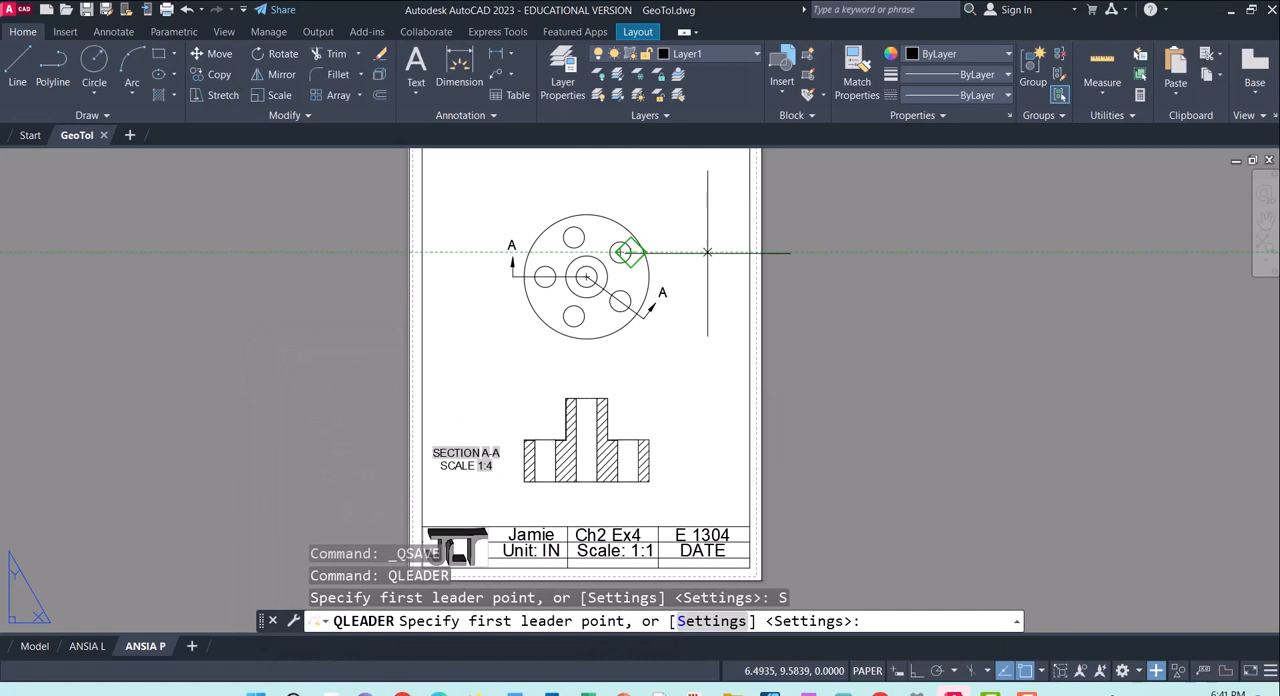 Share
Autodesk AutoCAD 2023 - EDUCATIONAL VERSION GeoTol.dwg
Type a keyword or phrase
Sign In
Home Insert Annotate Parametric View Manage Output Add-ins Collaborate Express Tools Featured Apps Layout
Line Polyline Circle Arc
Move Rotate Trim
Copy Mirror Fillet
Stretch Scale Array
Text Dimension Table
Layer Properties
Layer1
Insert
Match Properties
ByLayer
ByLayer
ByLayer
Group
Measure
Paste
Base
Draw Modify Annotation Layers Block Properties Groups Utilities Clipboard View
Start GeoTol
A
A
SECTION A-A
SCALE 1:4
Jamie Ch2 Ex4 E 1304
Unit: IN Scale: 1:1 DATE
Y
X
Command: _QSAVE
Command: QLEADER
Specify first leader point, or [Settings] <Settings>: S
QLEADER Specify first leader point, or [Settings] <Settings>:
Model ANSIA L ANSIA P
6.4935, 9.5839, 0.0000 PAPER
6:41 PM